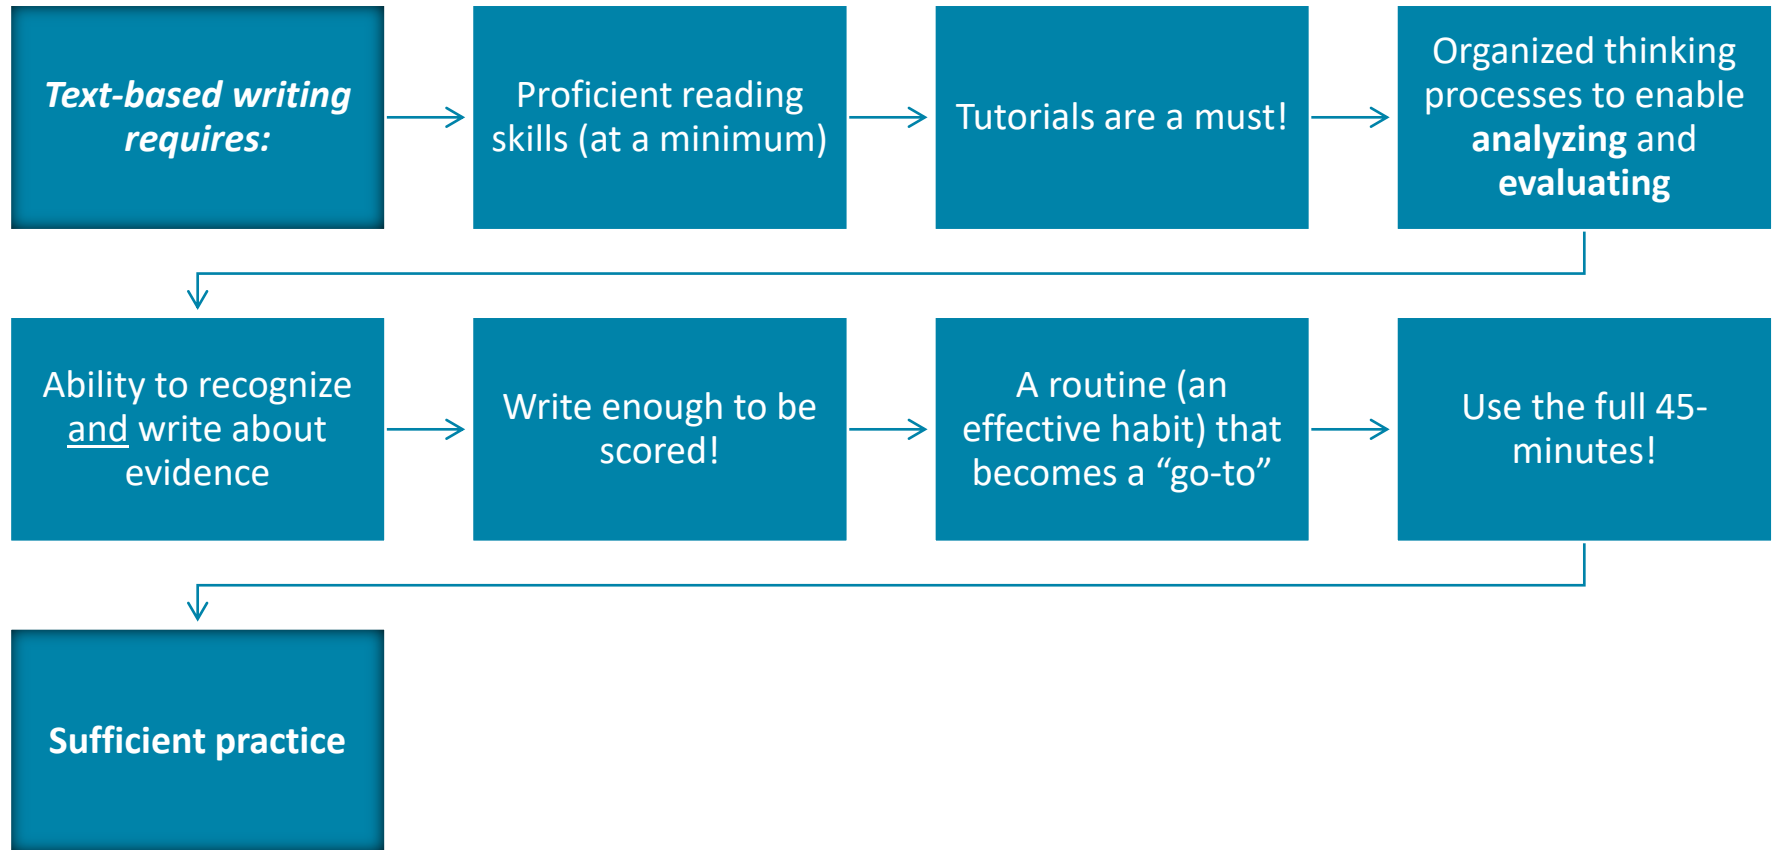 Text-based writing
requires:
Proficient reading
skills (at a minimum)
Tutorials are a must!
Organized thinking
processes to enable
analyzing and
evaluating
Ability to recognize
and write about
evidence
Write enough to be
scored!
A routine (an
effective habit) that
becomes a “go-to”
Use the full 45-
minutes!
Sufficient practice